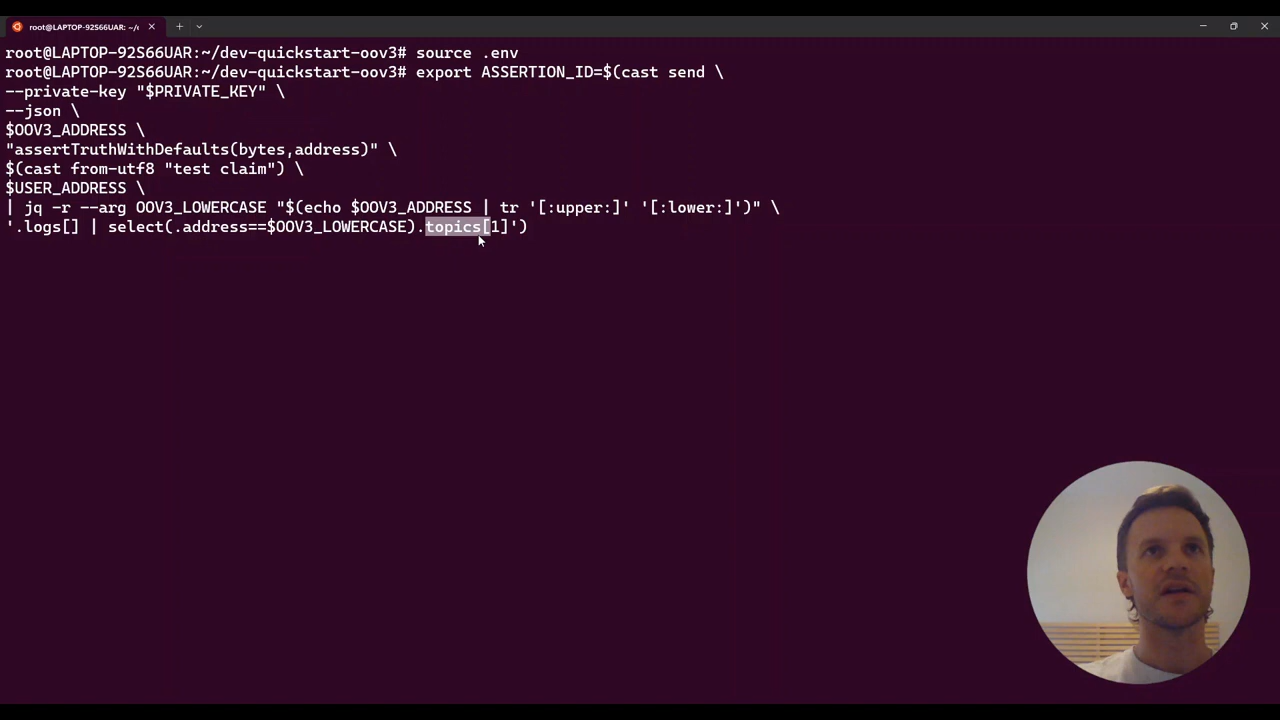 root@LAPTOP-92S66UAR: ~/
root@LAPTOP-92S66UAR:~/dev-quickstart-oov3# source .env
root@LAPTOP-92S66UAR:~/dev-quickstart-oov3# export ASSERTION_ID=$(cast send \
--private-key "$PRIVATE_KEY" \
--json \
$OOV3_ADDRESS \
"assertTruthWithDefaults(bytes,address)" \
$(cast from-utf8 "test claim") \
$USER_ADDRESS \
| jq -r --arg OOV3_LOWERCASE "$(echo $OOV3_ADDRESS | tr '[:upper:]' '[:lower:]')" \
'.logs[] | select(.address==$OOV3_LOWERCASE).topics[1]')